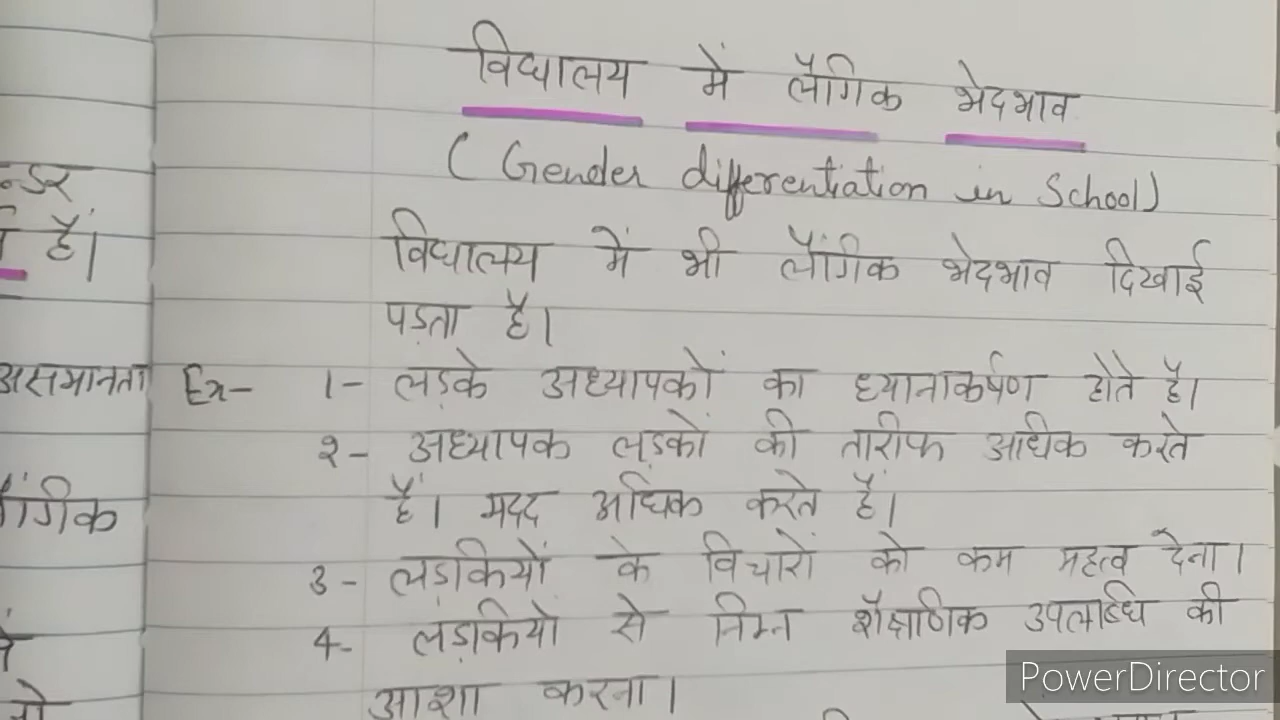 विद्यालय में लैंगिक भेदभाव
(Gender differentiation in School)
विद्यालय में भी लैंगिक भेदभाव दिखाई
पड़ता है।
Ex- 1- लड़के अध्यापकों का ध्यानाकर्षण होते है।
२- अध्यापक लड़कों की तारीफ अधिक करते
हैं। मदद अधिक करते हैं।
3- लड़कियों के विचारों को कम महत्व देना।
4- लड़कियों से निम्न शैक्षणिक उपलब्धि की
आशा करना।
हैं।
असमानता
PowerDirector